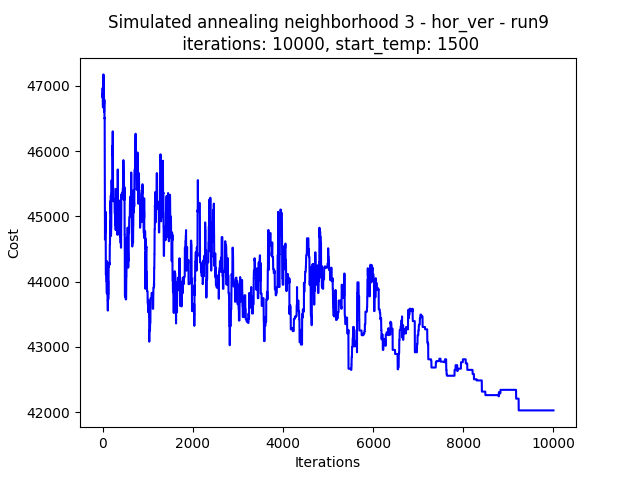 Simulated annealing neighborhood 3 - hor_ver - run9
iterations: 10000, start_temp: 1500
47000
46000
45000
44000
43000
42000
Cost
0 2000 4000 6000 8000 10000
Iterations